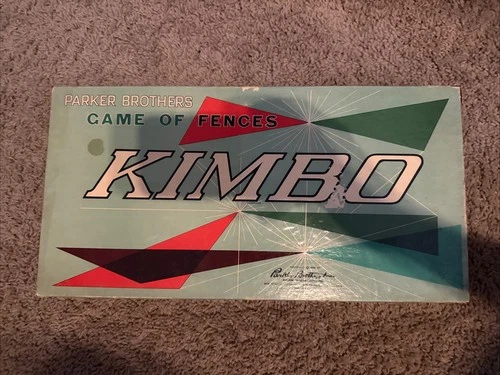 PARKER BROTHERS
GAME OF FENCES
KIMBO
Parker Brothers Inc